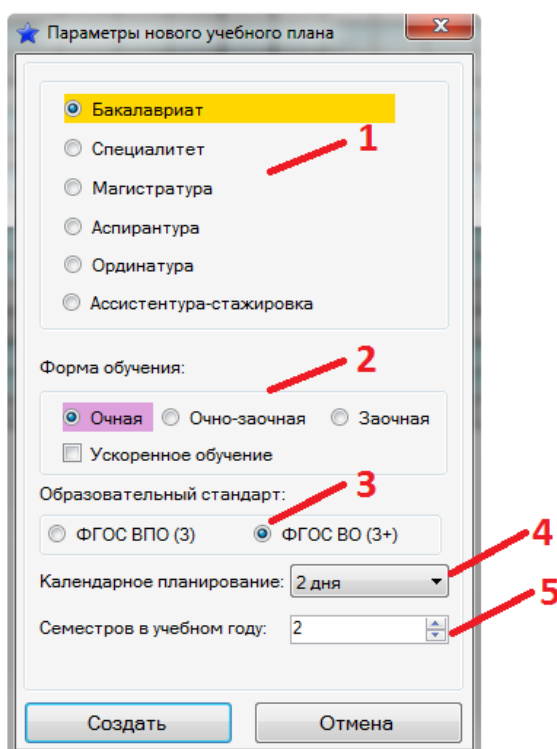 Параметры нового учебного плана
Бакалавриат
1
Специалитет
Магистратура
Аспирантура
Ординатура
Ассистентура-стажировка
2
Форма обучения:
Очная Очно-заочная Заочная
Ускоренное обучение
3
Образовательный стандарт:
ФГОС ВПО (3) ФГОС ВО (3+)
4
Календарное планирование: 2 дня
5
Семестров в учебном году: 2
Создать Отмена